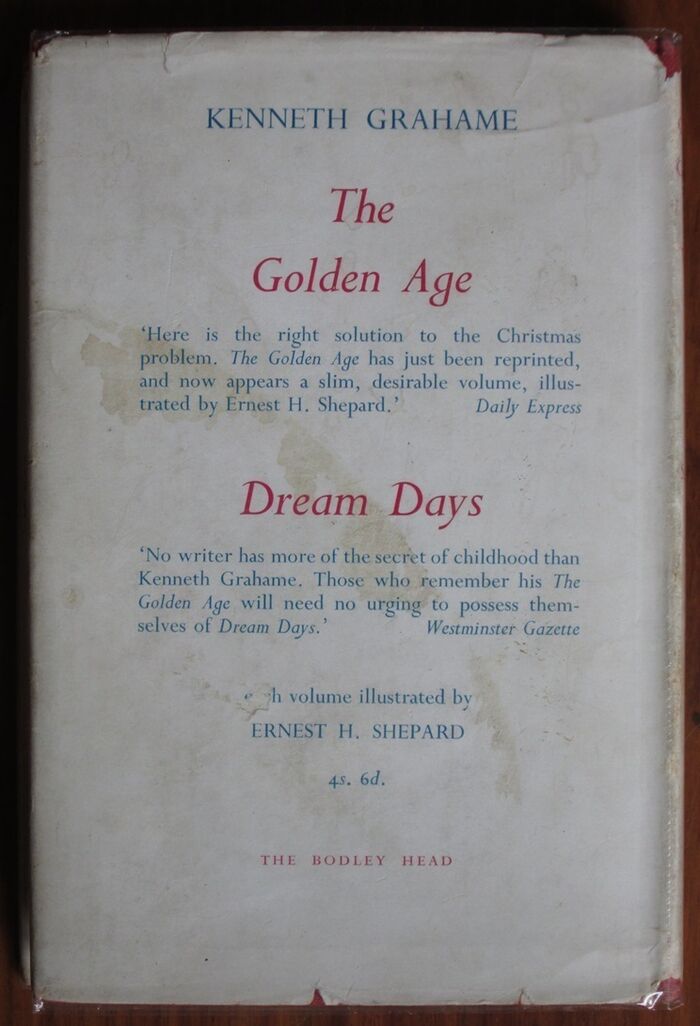 KENNETH GRAHAME
The
Golden Age
‘Here is the right solution to the Christmas
problem. The Golden Age has just been reprinted,
and now appears a slim, desirable volume, illus-
trated by Ernest H. Shepard.’ Daily Express
Dream Days
‘No writer has more of the secret of childhood than
Kenneth Grahame. Those who remember his The
Golden Age will need no urging to possess them-
selves of Dream Days.’ Westminster Gazette
volume illustrated by
ERNEST H. SHEPARD
4s. 6d.
THE BODLEY HEAD